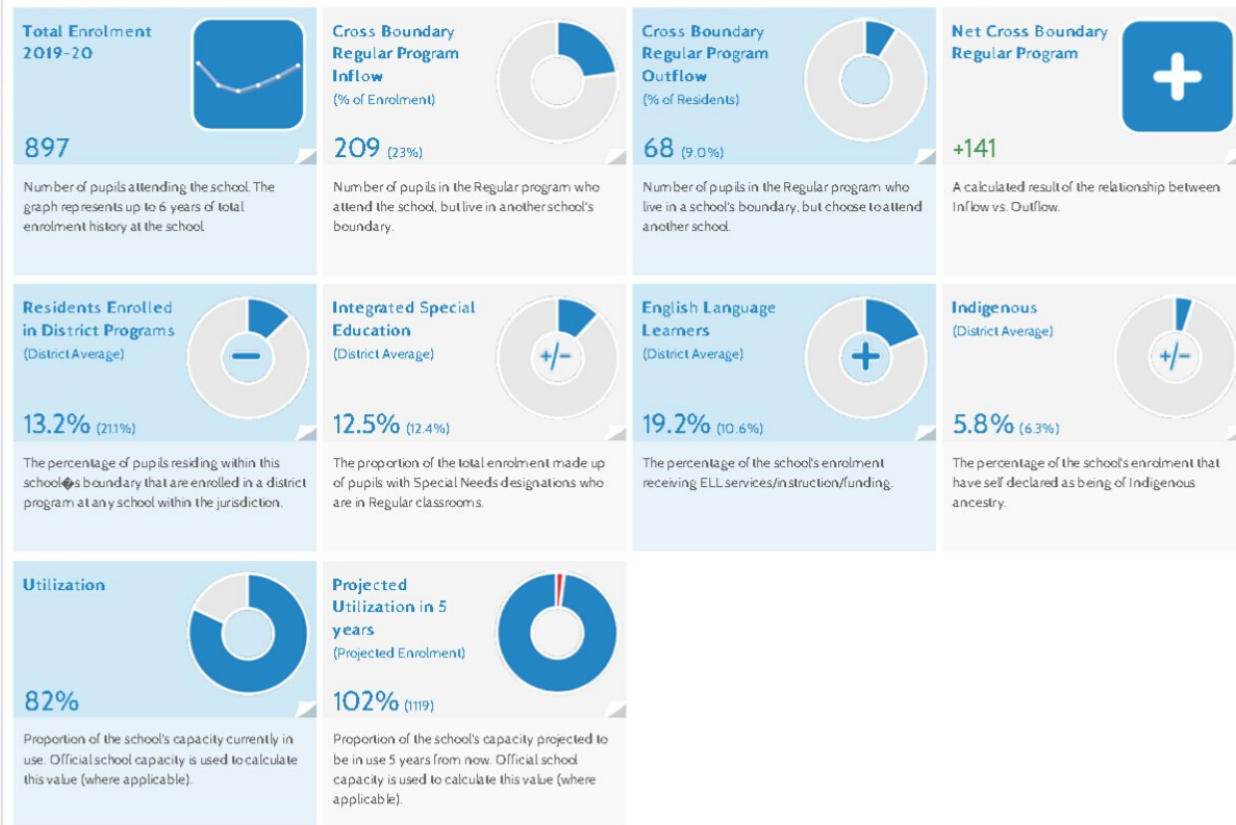 Total Enrolment
2019-20
897
Number of pupils attending the school. The
graph represents up to 6 years of total
enrolment history at the school.
Cross Boundary
Regular Program
Inflow
(% of Enrolment)
209 (23%)
Number of pupils in the Regular program who
attend the school, but live in another school's
boundary.
Cross Boundary
Regular Program
Outflow
(% of Residents)
68 (9.0%)
Number of pupils in the Regular program who
live in a school's boundary, but choose to attend
another school.
Net Cross Boundary
Regular Program
+
+141
A calculated result of the relationship between
Inflow vs. Outflow.
Residents Enrolled
in District Programs
(District Average)
−
13.2% (21.1%)
The percentage of pupils residing within this
school�s boundary that are enrolled in a district
program at any school within the jurisdiction.
Integrated Special
Education
(District Average)
+/−
12.5% (12.4%)
The proportion of the total enrolment made up
of pupils with Special Needs designations who
are in Regular classrooms.
English Language
Learners
(District Average)
+
19.2% (10.6%)
The percentage of the school's enrolment
receiving ELL services/instruction/funding.
Indigenous
(District Average)
+/−
5.8% (6.3%)
The percentage of the school's enrolment that
have self declared as being of Indigenous
ancestry.
Utilization
82%
Proportion of the school's capacity currently in
use. Official school capacity is used to calculate
this value (where applicable).
Projected
Utilization in 5
years
(Projected Enrolment)
102% (1119)
Proportion of the school's capacity projected to
be in use 5 years from now. Official school
capacity is used to calculate this value (where
applicable).